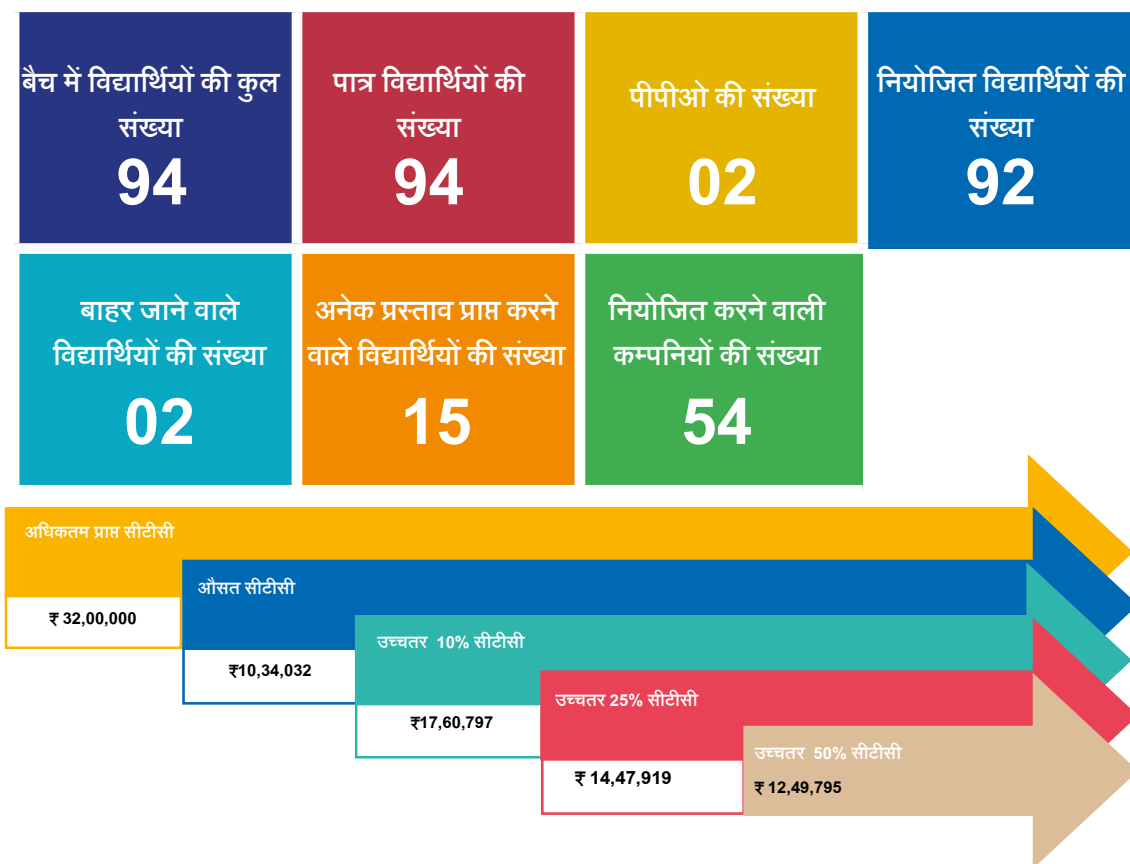 बैच में विद्यार्थियों की कुल
संख्या
94
पात्र विद्यार्थियों की
संख्या
94
पीपीओ की संख्या
02
नियोजित विद्यार्थियों की
संख्या
92
बाहर जाने वाले
विद्यार्थियों की संख्या
02
अनेक प्रस्ताव प्राप्त करने
वाले विद्यार्थियों की संख्या
15
नियोजित करने वाली
कम्पनियों की संख्या
54
अधिकतम प्राप्त सीटीसी
₹ 32,00,000
औसत सीटीसी
₹10,34,032
उच्चतर 10% सीटीसी
₹17,60,797
उच्चतर 25% सीटीसी
₹ 14,47,919
उच्चतर 50% सीटीसी
₹ 12,49,795